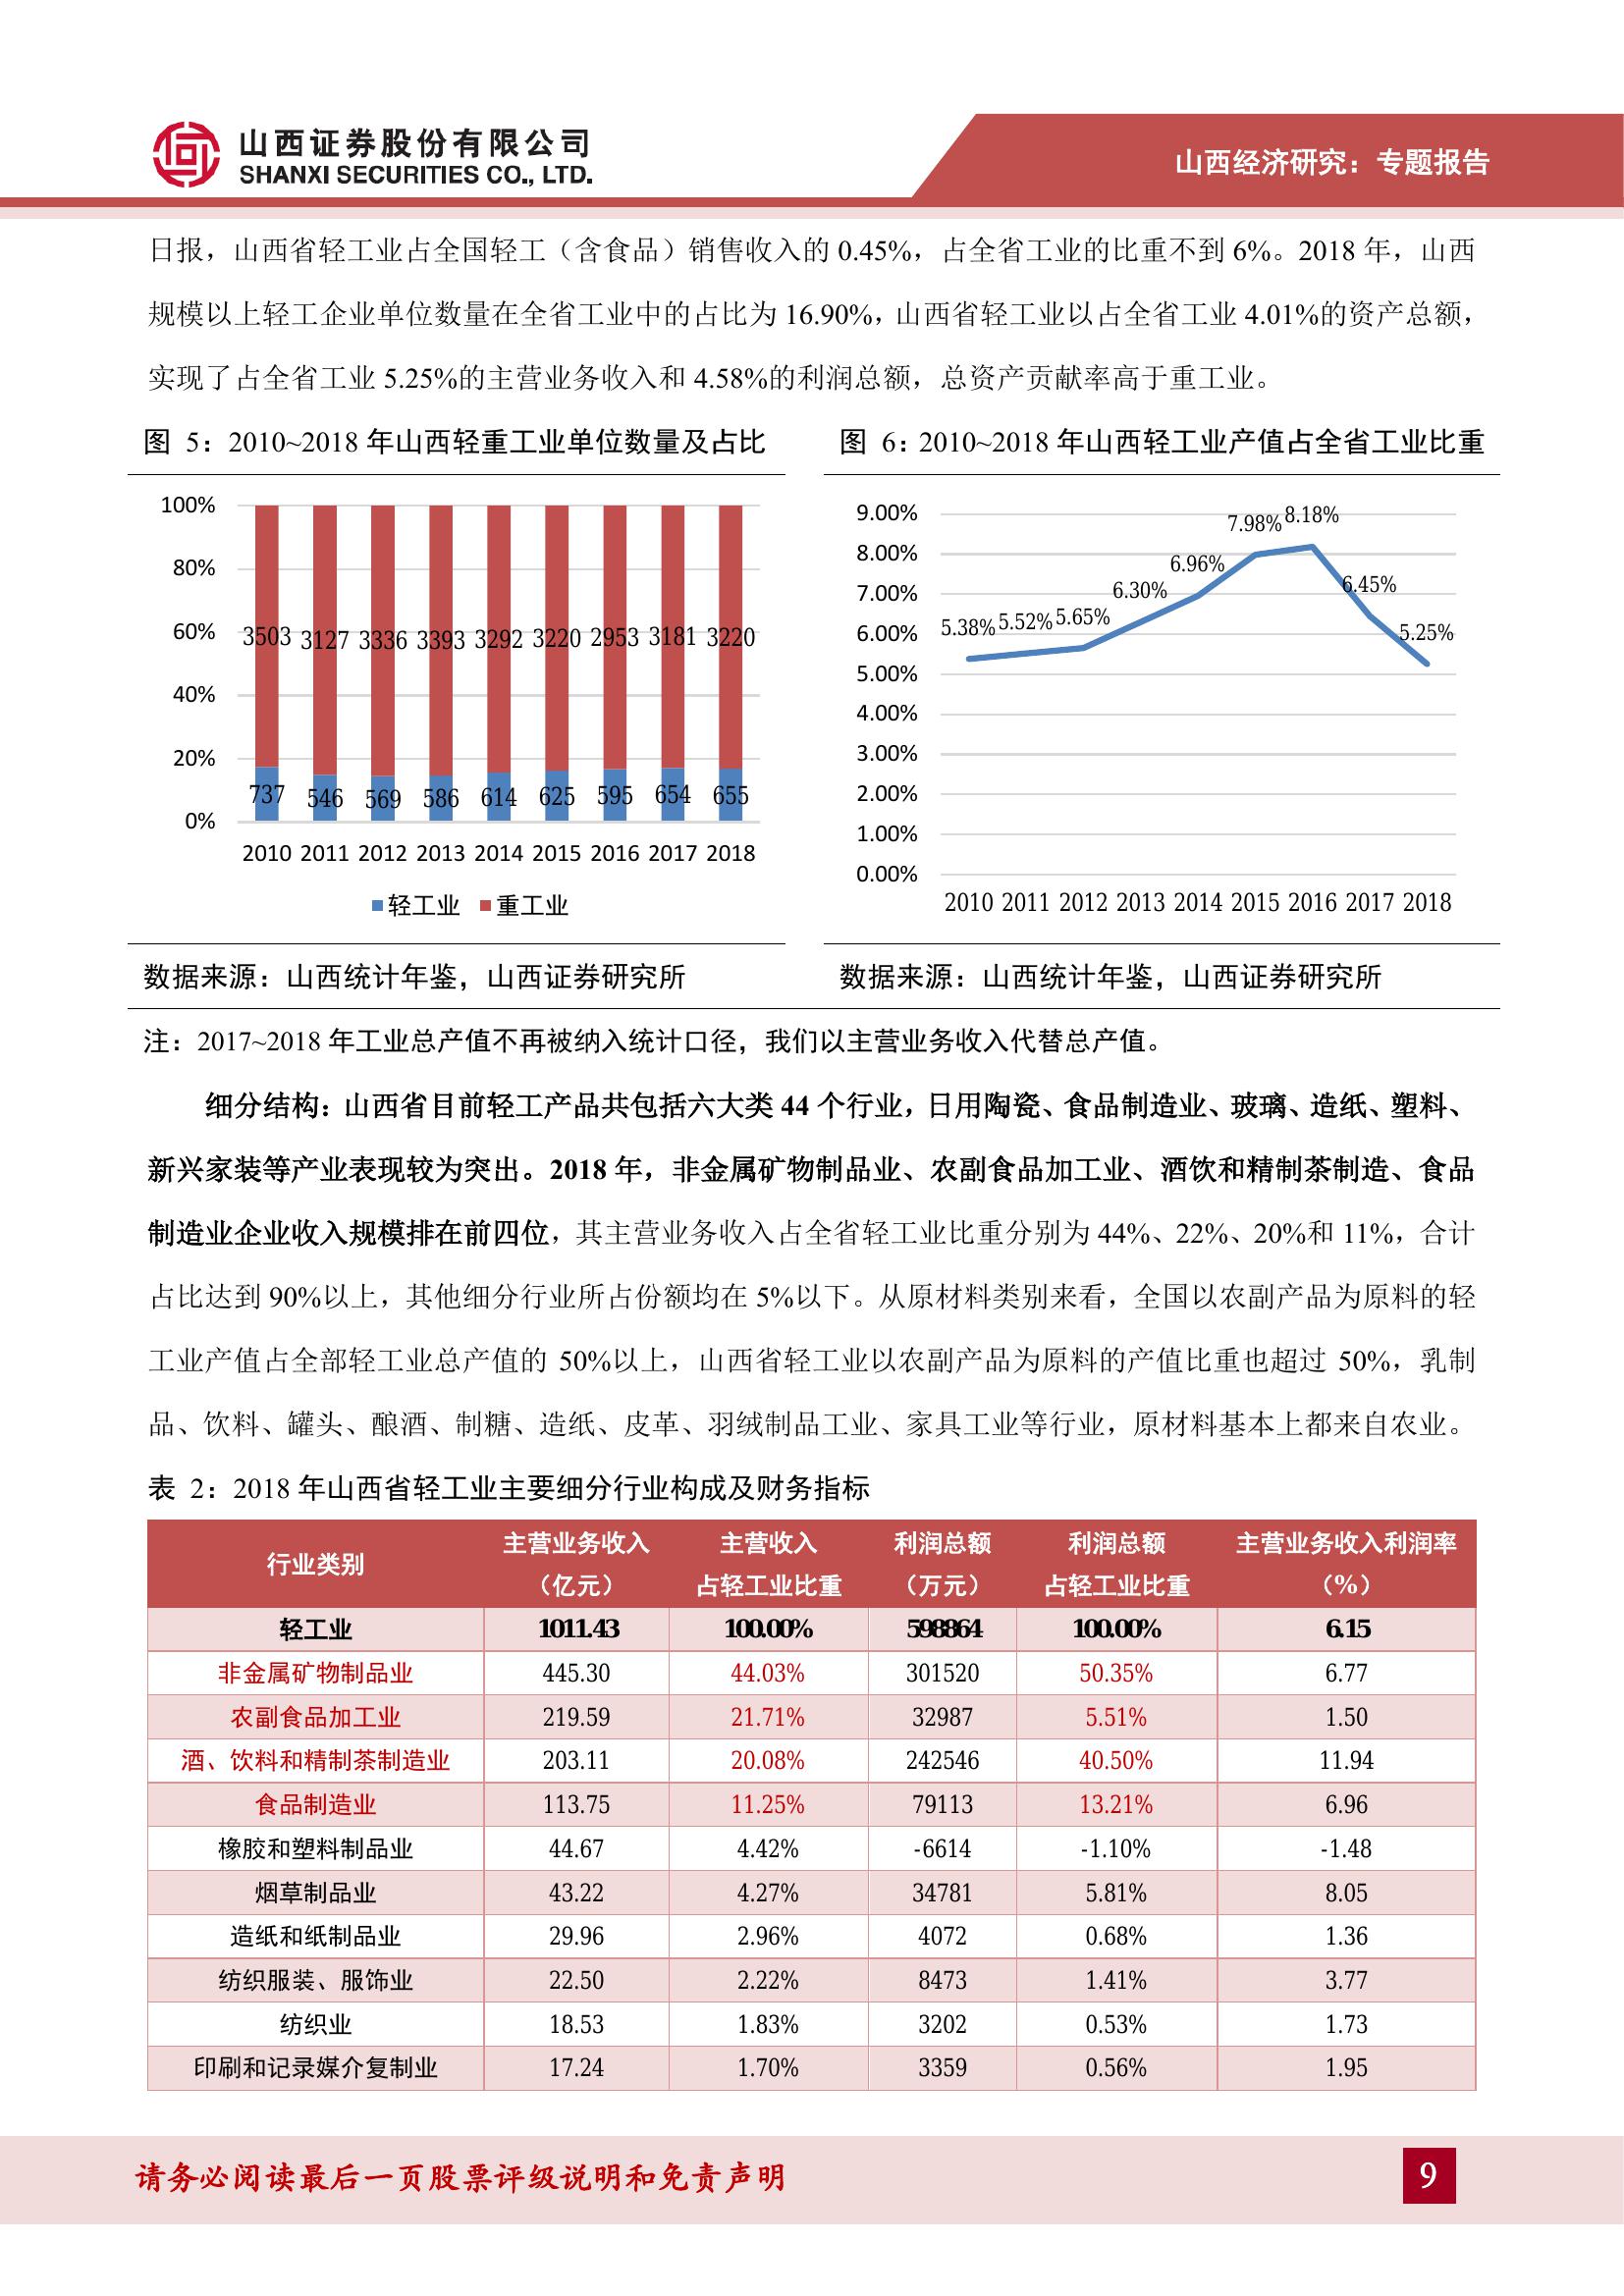 山西证券股份有限公司
SHANXI SECURITIES CO., LTD.
山西经济研究：专题报告
日报，山西省轻工业占全国轻工（含食品）销售收入的 0.45%，占全省工业的比重不到 6%。2018 年，山西
规模以上轻工企业单位数量在全省工业中的占比为 16.90%，山西省轻工业以占全省工业 4.01%的资产总额，
实现了占全省工业 5.25%的主营业务收入和 4.58%的利润总额，总资产贡献率高于重工业。
图 5：2010~2018 年山西轻重工业单位数量及占比
100%
80%
60%
40%
20%
0%
3503 3127 3336 3393 3292 3220 2953 3181 3220
737 546 569 586 614 625 595 654 655
2010 2011 2012 2013 2014 2015 2016 2017 2018
轻工业 重工业
数据来源：山西统计年鉴，山西证券研究所
图 6：2010~2018 年山西轻工业产值占全省工业比重
9.00%
8.00%
7.00%
6.00%
5.00%
4.00%
3.00%
2.00%
1.00%
0.00%
5.38% 5.52% 5.65% 6.30% 6.96% 7.98% 8.18% 6.45% 5.25%
2010 2011 2012 2013 2014 2015 2016 2017 2018
数据来源：山西统计年鉴，山西证券研究所
注：2017~2018 年工业总产值不再被纳入统计口径，我们以主营业务收入代替总产值。
细分结构：山西省目前轻工产品共包括六大类 44 个行业，日用陶瓷、食品制造业、玻璃、造纸、塑料、
新兴家装等产业表现较为突出。2018 年，非金属矿物制品业、农副食品加工业、酒饮和精制茶制造、食品
制造业企业收入规模排在前四位，其主营业务收入占全省轻工业比重分别为 44%、22%、20%和 11%，合计
占比达到 90%以上，其他细分行业所占份额均在 5%以下。从原材料类别来看，全国以农副产品为原料的轻
工业产值占全部轻工业总产值的 50%以上，山西省轻工业以农副产品为原料的产值比重也超过 50%，乳制
品、饮料、罐头、酿酒、制糖、造纸、皮革、羽绒制品工业、家具工业等行业，原材料基本上都来自农业。
表 2：2018 年山西省轻工业主要细分行业构成及财务指标
行业类别 主营业务收入（亿元） 主营收入占轻工业比重 利润总额（万元） 利润总额占轻工业比重 主营业务收入利润率（%）
轻工业 1011.43 100.00% 598864 100.00% 6.15
非金属矿物制品业 445.30 44.03% 301520 50.35% 6.77
农副食品加工业 219.59 21.71% 32987 5.51% 1.50
酒、饮料和精制茶制造业 203.11 20.08% 242546 40.50% 11.94
食品制造业 113.75 11.25% 79113 13.21% 6.96
橡胶和塑料制品业 44.67 4.42% -6614 -1.10% -1.48
烟草制品业 43.22 4.27% 34781 5.81% 8.05
造纸和纸制品业 29.96 2.96% 4072 0.68% 1.36
纺织服装、服饰业 22.50 2.22% 8473 1.41% 3.77
纺织业 18.53 1.83% 3202 0.53% 1.73
印刷和记录媒介复制业 17.24 1.70% 3359 0.56% 1.95
请务必阅读最后一页股票评级说明和免责声明
9